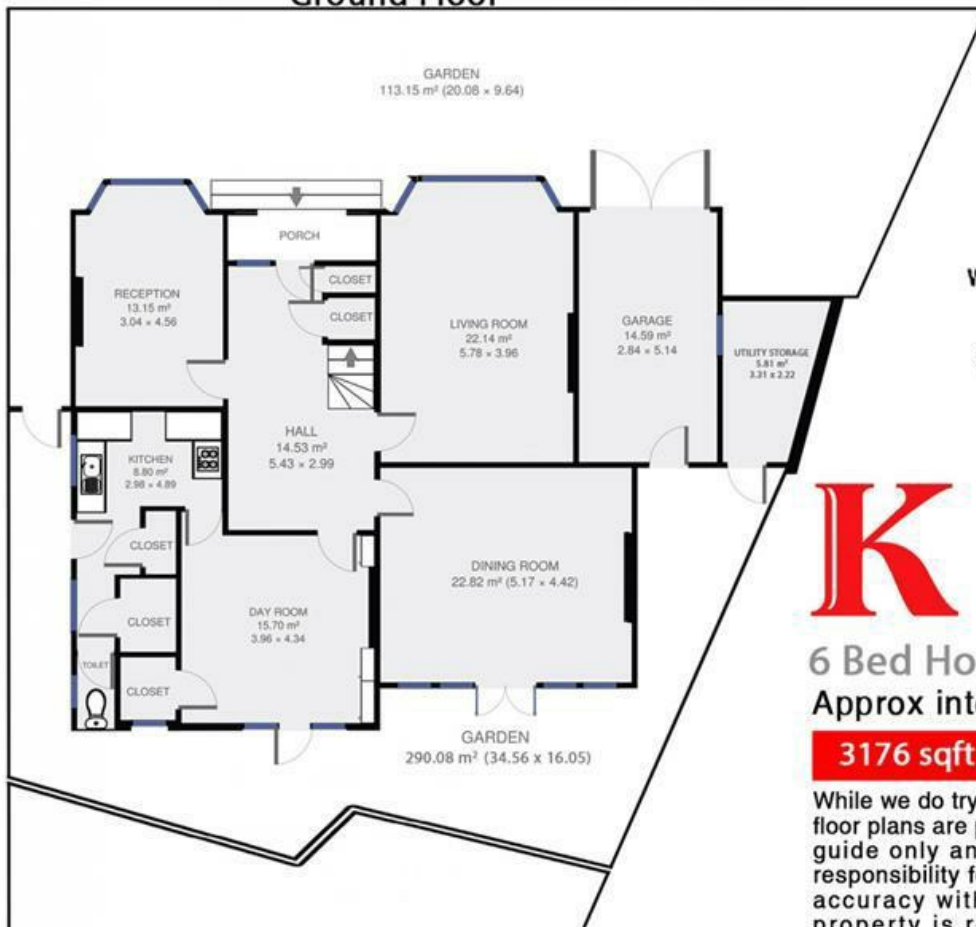 Ground Floor
GARDEN
113.15 m² (20.08 × 9.64)
PORCH
CLOSET
CLOSET
RECEPTION
13.15 m²
3.04 × 4.56
LIVING ROOM
22.14 m²
5.78 × 3.96
GARAGE
14.59 m²
2.84 × 5.14
UTILITY STORAGE
5.81 m²
3.31 x 2.22
HALL
14.53 m²
5.43 × 2.99
KITCHEN
8.80 m²
2.98 × 4.89
CLOSET
CLOSET
TOILET
CLOSET
DAY ROOM
15.70 m²
3.96 × 4.34
DINING ROOM
22.82 m² (5.17 × 4.42)
GARDEN
290.08 m² (34.56 x 16.05)
K
6 Bed Ho
Approx inte
3176 sqft
While we do try
floor plans are p
guide only an
responsibility f
accuracy with
property is r